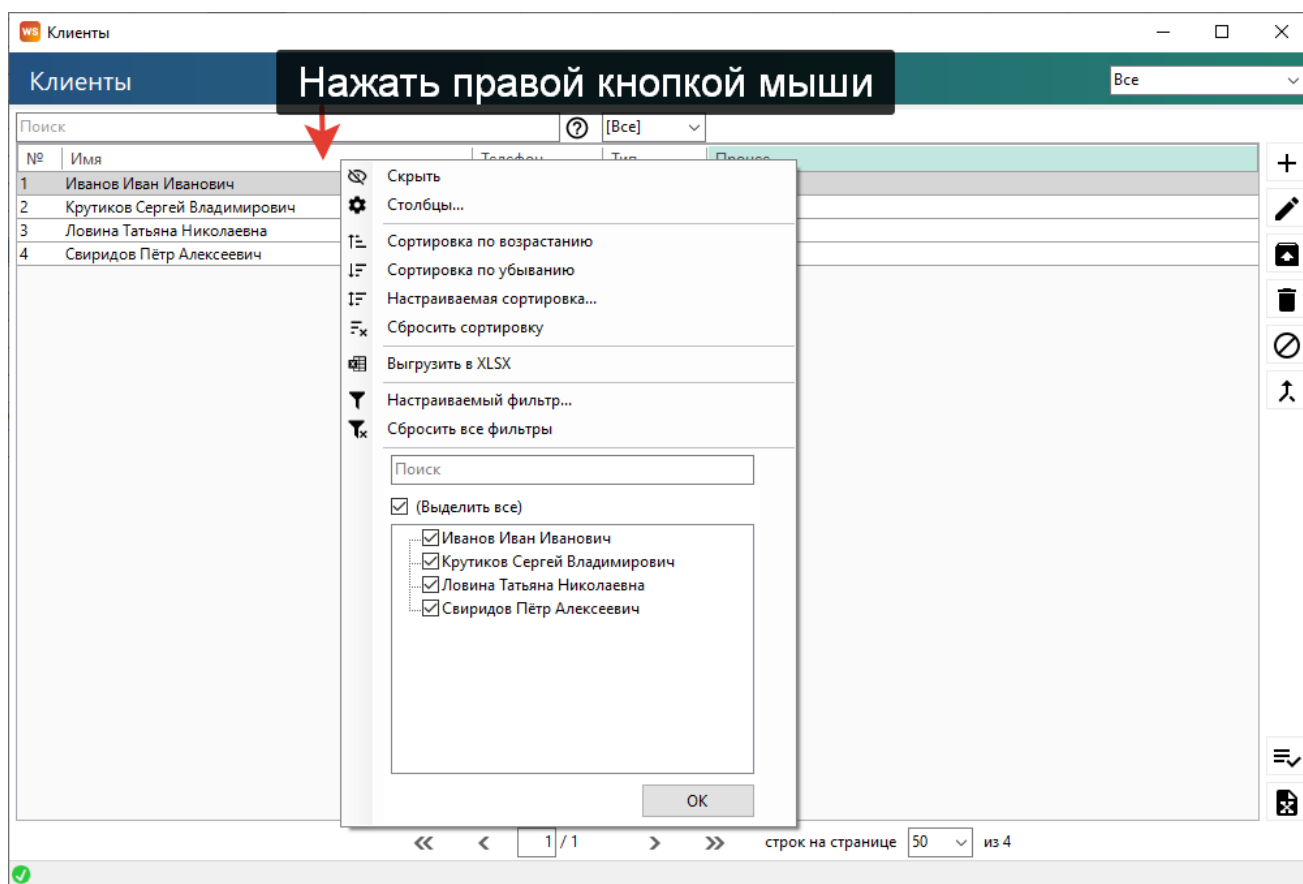 WS Клиенты
Клиенты
Нажать правой кнопкой мыши
Все
Поиск
[Все]
№ Имя Телефон Тип
1 Иванов Иван Иванович
2 Крутиков Сергей Владимирович
3 Ловина Татьяна Николаевна
4 Свиридов Пётр Алексеевич
Скрыть
Столбцы...
Сортировка по возрастанию
Сортировка по убыванию
Настраиваемая сортировка...
Сбросить сортировку
Выгрузить в XLSX
Настраиваемый фильтр...
Сбросить все фильтры
Поиск
(Выделить все)
Иванов Иван Иванович
Крутиков Сергей Владимирович
Ловина Татьяна Николаевна
Свиридов Пётр Алексеевич
ОК
1 / 1 строк на странице 50 из 4